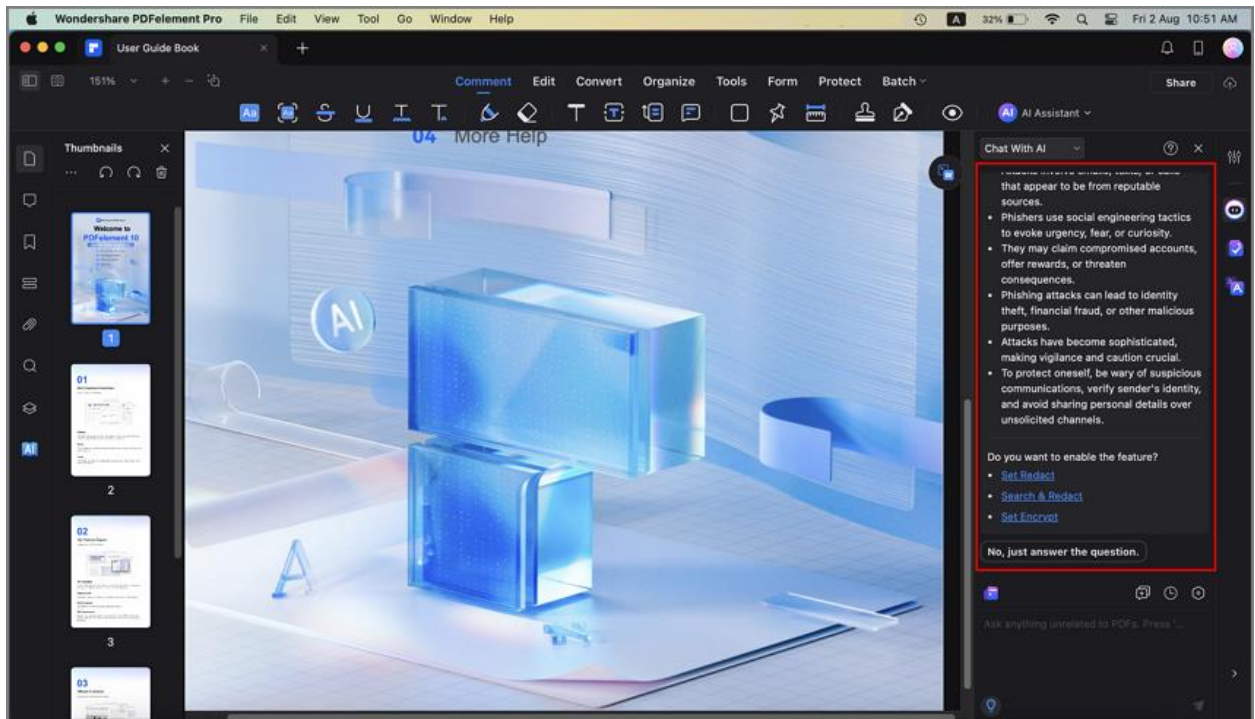 Wondershare PDFelement Pro File Edit View Tool Go Window Help A 32% Fri 2 Aug 10:51 AM
User Guide Book × +
151% Comment Edit Convert Organize Tools Form Protect Batch Share
AI Assistant
Thumbnails
04 More Help
Chat With AI
that appear to be from reputable
sources.
• Phishers use social engineering tactics
to evoke urgency, fear, or curiosity.
• They may claim compromised accounts,
offer rewards, or threaten
consequences.
• Phishing attacks can lead to identity
theft, financial fraud, or other malicious
purposes.
• Attacks have become sophisticated,
making vigilance and caution crucial.
• To protect oneself, be wary of suspicious
communications, verify sender's identity,
and avoid sharing personal details over
unsolicited channels.
Do you want to enable the feature?
• Set Redact
• Search & Redact
• Set Encrypt
No, just answer the question.
Ask anything unrelated to PDFs. Press '...
Welcome to
PDFelement 10
1
01
2
02
3
03
AI
A
AI